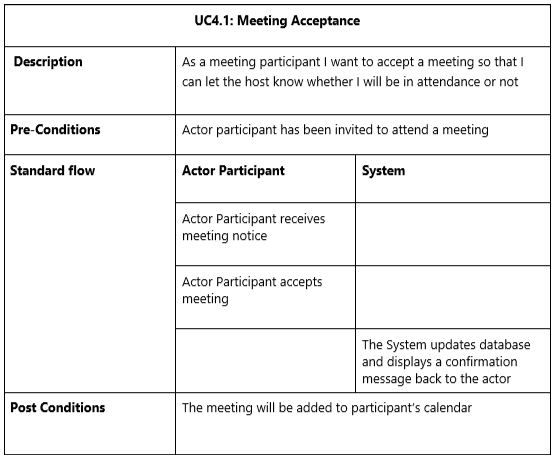 UC4.1: Meeting Acceptance
Description
As a meeting participant I want to accept a meeting so that I
can let the host know whether I will be in attendance or not
Pre-Conditions
Actor participant has been invited to attend a meeting
Standard flow
Actor Participant
System
Actor Participant receives
meeting notice
Actor Participant accepts
meeting
The System updates database
and displays a confirmation
message back to the actor
Post Conditions
The meeting will be added to participant's calendar